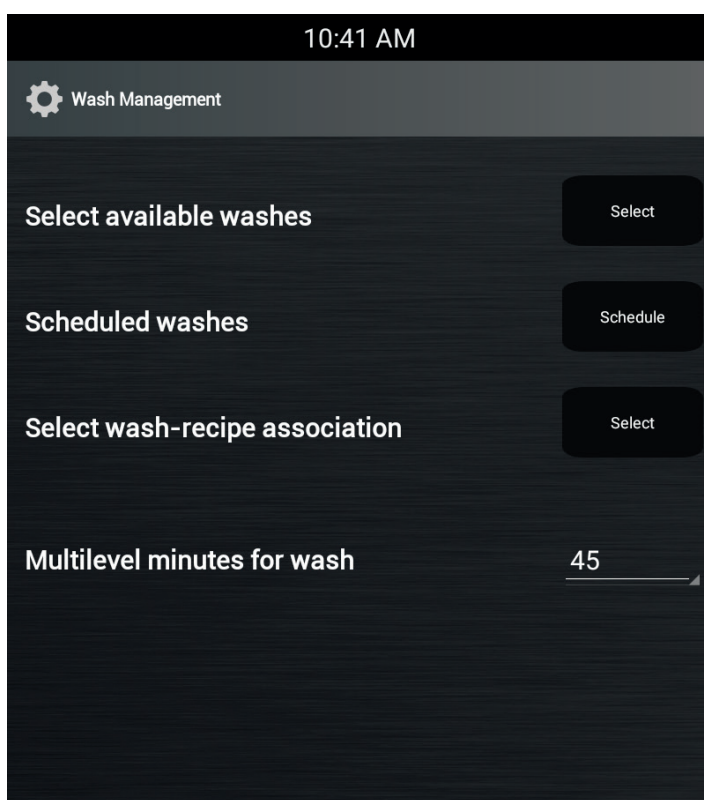 10:41 AM
Wash Management
Select available washes
Select
Scheduled washes
Schedule
Select wash-recipe association
Select
Multilevel minutes for wash
45